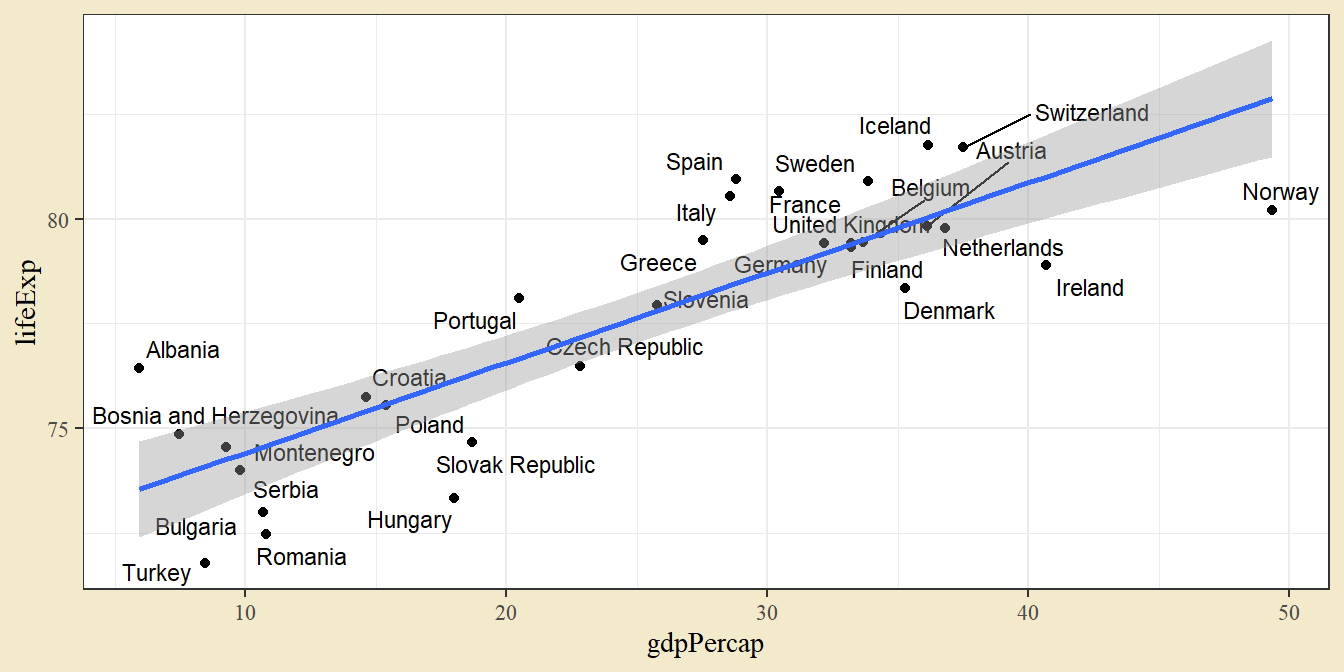 Switzerland
Iceland
Austria
Spain
Sweden
Belgium
Norway
France
Italy
United Kingdom
80
Netherlands
Greece
Germany
Finland
Ireland
Slovenia
Denmark
Portugal
Czech Republic
Albania
Croatia
Bosnia and Herzegovina
Poland
75
Montenegro
Slovak Republic
Serbia
Hungary
Bulgaria
Romania
Turkey
lifeExp
10 20 30 40 50
gdpPercap